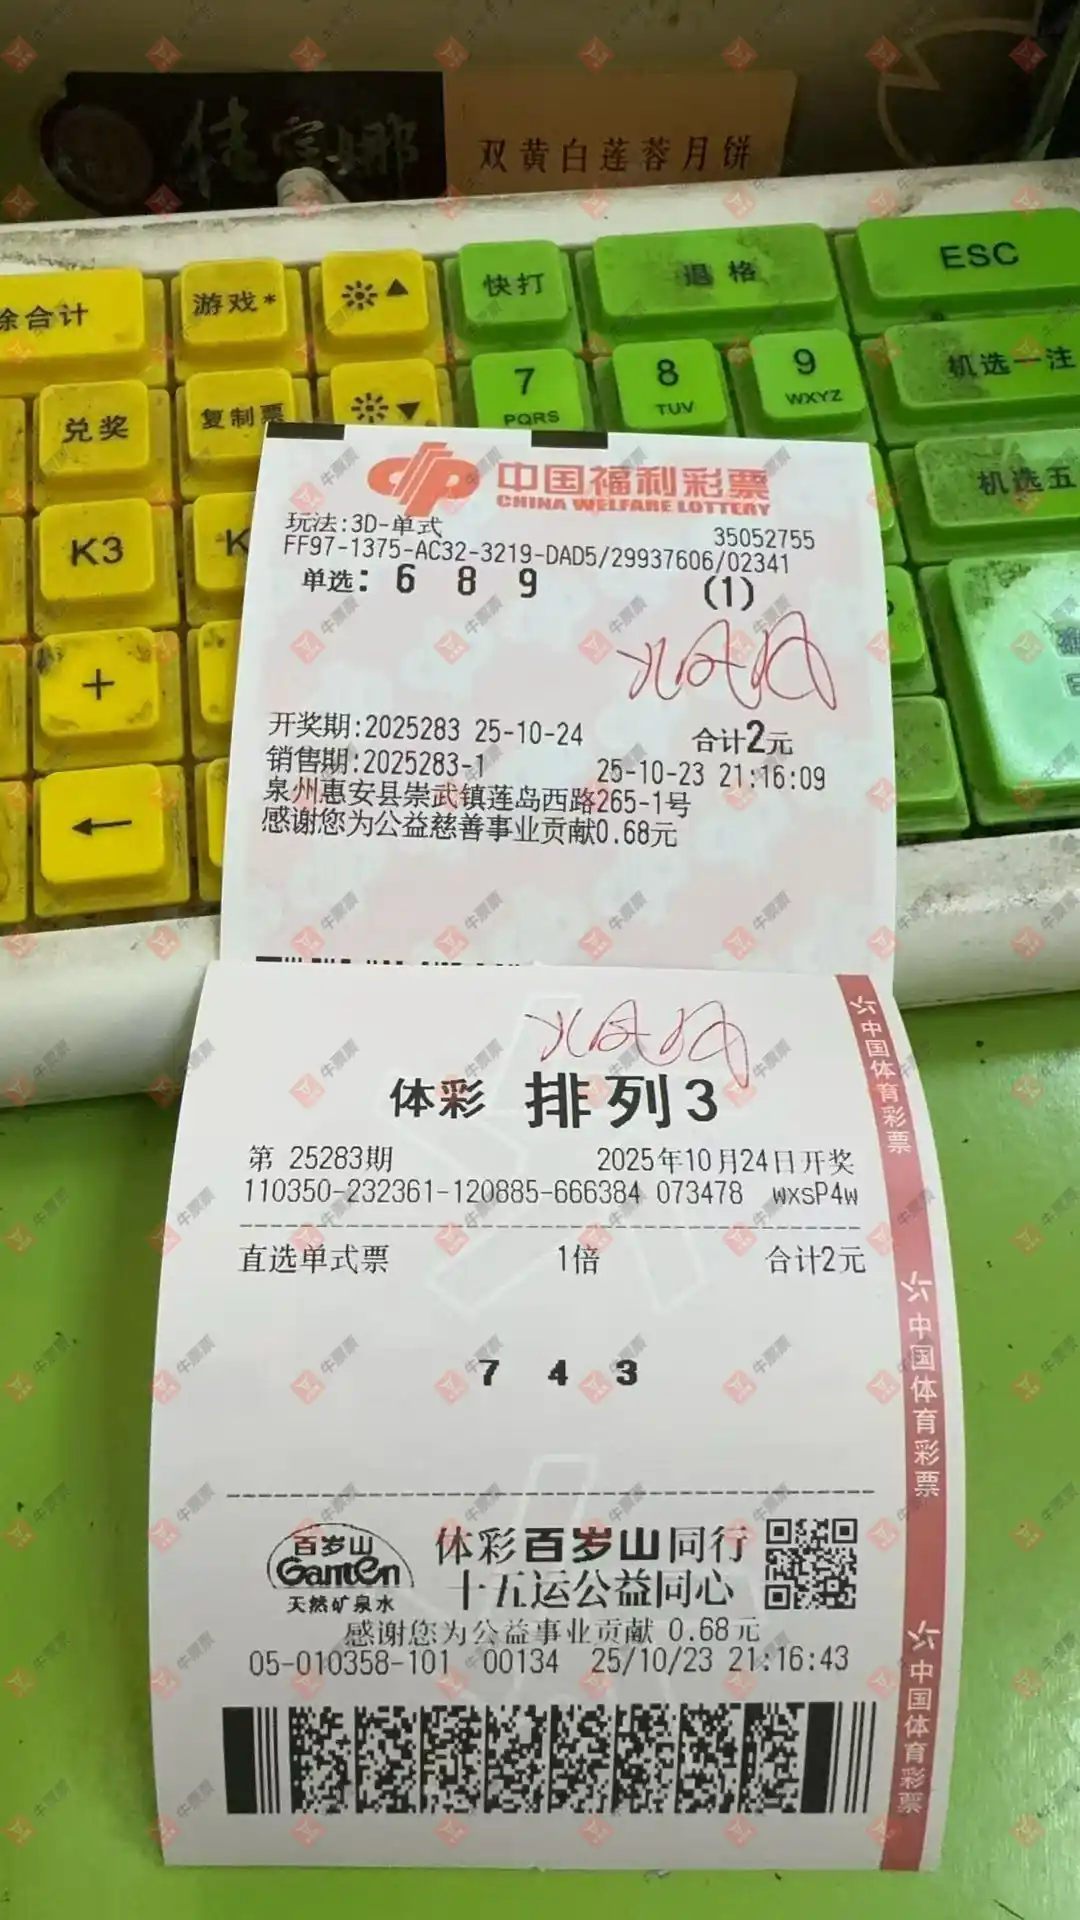 佳宁娜
双黄白莲蓉月饼
除合计
游戏*
快打
退格
ESC
兑奖
复制票
7
PQRS
8
TUV
9
WXYZ
机选一注
机选五
K3
K
+
←
中国福利彩票
CHINA WELFARE LOTTERY
玩法:3D-单式
35052755
FF97-1375-AC32-3219-DAD5/29937606/02341
单选: 6 8 9 (1)
开奖期:2025283 25-10-24 合计2元
销售期:2025283-1 25-10-23 21:16:09
泉州惠安县崇武镇莲岛西路265-1号
感谢您为公益慈善事业贡献0.68元
体彩 排列3
第 25283期 2025年10月24日开奖
110350-232361-120885-666384 073478 wxsP4w
直选单式票 1倍 合计2元
7 4 3
百岁山
Ganten
天然矿泉水
体彩百岁山同行
十五运公益同心
感谢您为公益事业贡献 0.68元
05-010358-101 00134 25/10/23 21:16:43
中国体育彩票
中国体育彩票
中国体育彩票
牛票票